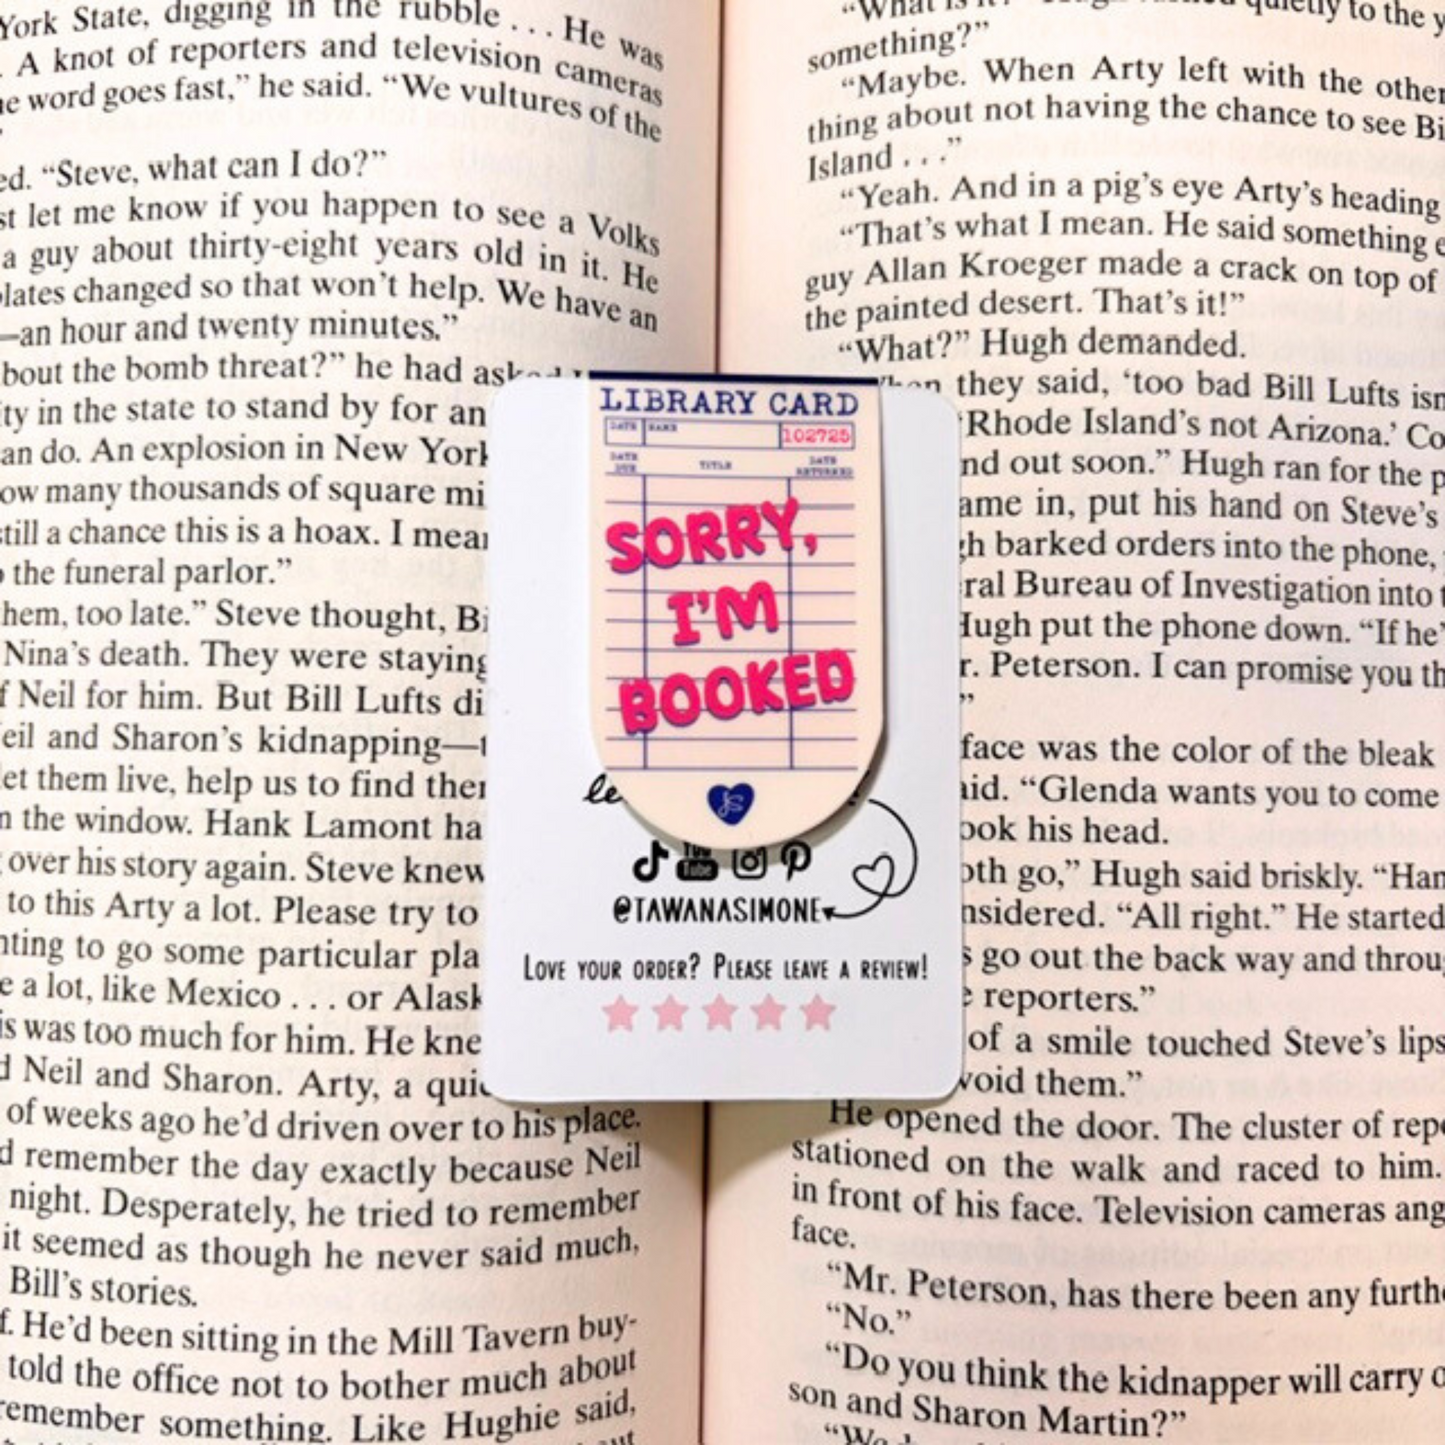 York State, digging in the rubble . . . He was
. A knot of reporters and television cameras
e word goes fast,” he said. “We vultures of the
ed. “Steve, what can I do?”
st let me know if you happen to see a Volks
a guy about thirty-eight years old in it. He
lates changed so that won’t help. We have an
—an hour and twenty minutes.”
bout the bomb threat?” he had asked
ity in the state to stand by for an
an do. An explosion in New York
ow many thousands of square mi
still a chance this is a hoax. I mean
the funeral parlor.”
hem, too late.” Steve thought, Bi
Nina’s death. They were staying
f Neil for him. But Bill Lufts di
eil and Sharon’s kidnapping—t
let them live, help us to find ther
n the window. Hank Lamont ha
over his story again. Steve knew
to this Arty a lot. Please try to
nting to go some particular pla
e a lot, like Mexico . . . or Alask
is was too much for him. He kne
d Neil and Sharon. Arty, a quie
of weeks ago he’d driven over to his place.
d remember the day exactly because Neil
night. Desperately, he tried to remember
it seemed as though he never said much,
Bill’s stories.
f. He’d been sitting in the Mill Tavern buy-
told the office not to bother much about
remember something. Like Hughie said,
LIBRARY CARD
DATE NAME 102725
DATE DUE TITLE DATE RETURNED
SORRY,
I’M
BOOKED
le
You Tube
@TAWANASIMONE
LOVE YOUR ORDER? PLEASE LEAVE A REVIEW!
something?”
“Maybe. When Arty left with the other
thing about not having the chance to see Bi
Island . . .”
“Yeah. And in a pig’s eye Arty’s heading
“That’s what I mean. He said something e
guy Allan Kroeger made a crack on top of
the painted desert. That’s it!”
“What?” Hugh demanded.
When they said, ‘too bad Bill Lufts isn
Rhode Island’s not Arizona.’ Co
nd out soon.” Hugh ran for the p
ame in, put his hand on Steve’s
gh barked orders into the phone,
ral Bureau of Investigation into t
Hugh put the phone down. “If he’
r. Peterson. I can promise you th
”
face was the color of the bleak
aid. “Glenda wants you to come
ook his head.
oth go,” Hugh said briskly. “Han
nsidered. “All right.” He started
s go out the back way and throu
e reporters.”
of a smile touched Steve’s lips
void them.”
He opened the door. The cluster of repo
stationed on the walk and raced to him.
in front of his face. Television cameras ang
face.
“Mr. Peterson, has there been any furth
“No.”
“Do you think the kidnapper will carry o
son and Sharon Martin?”